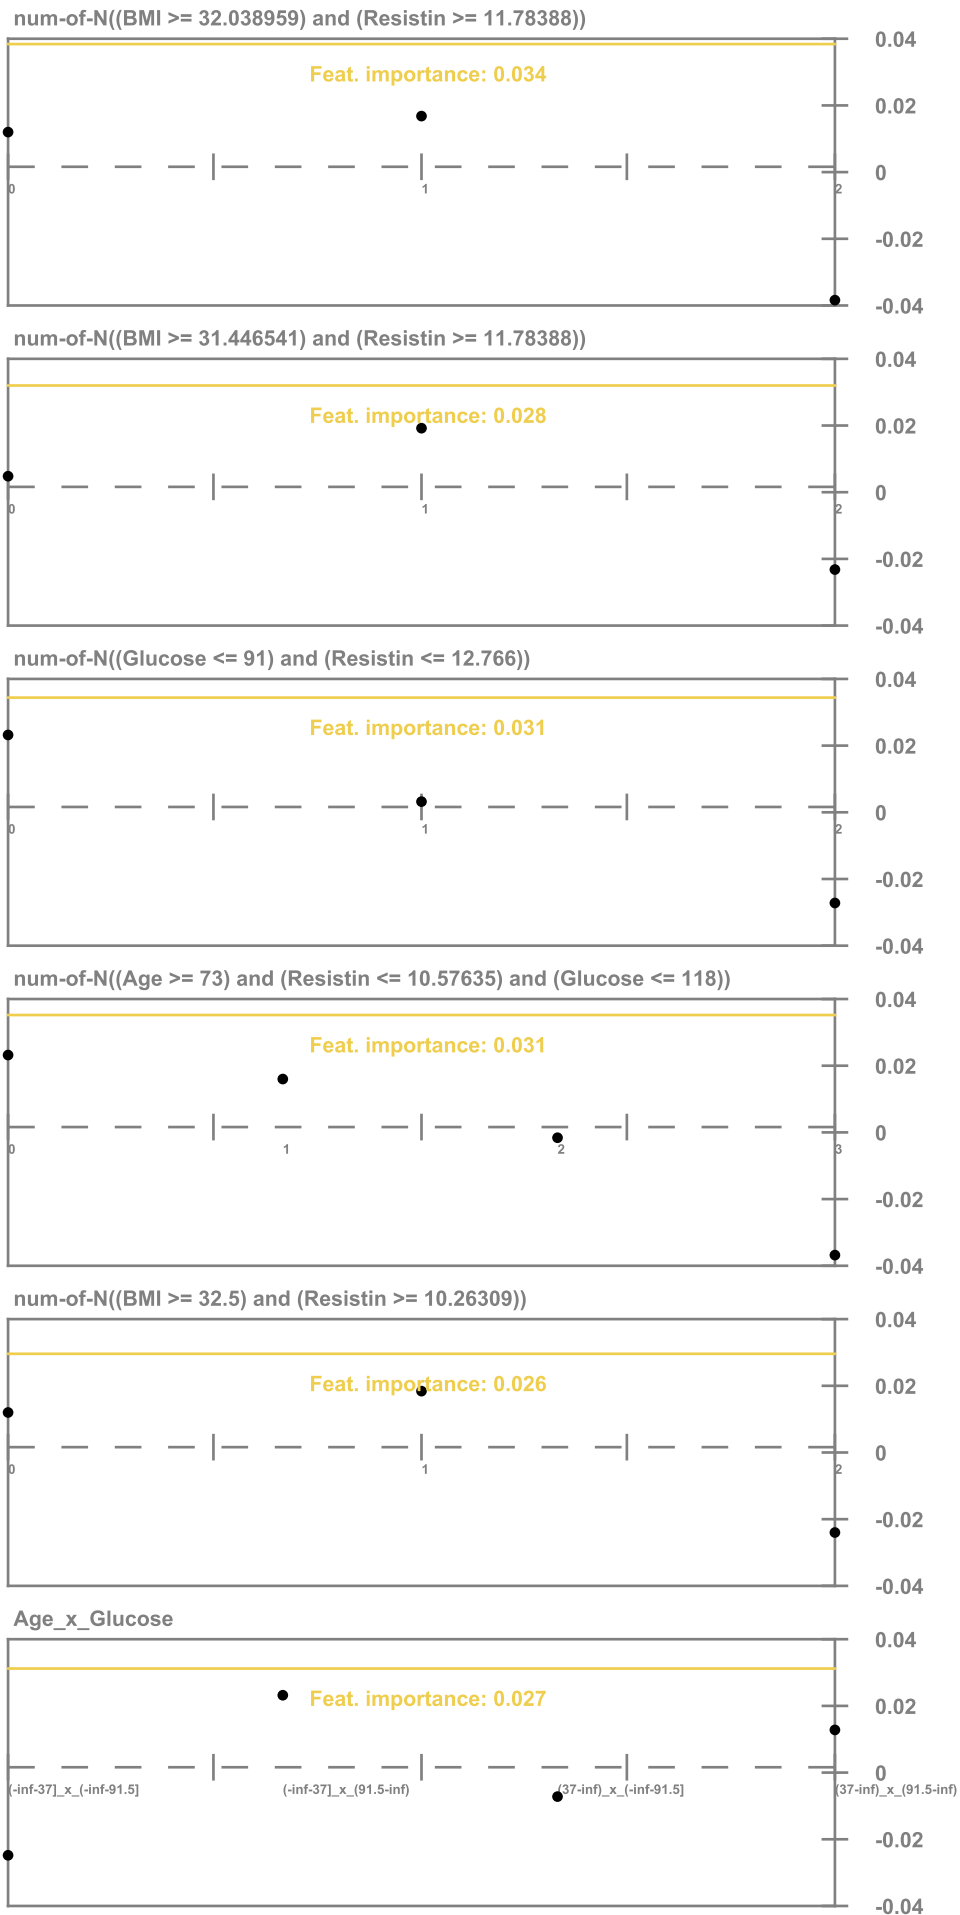 num-of-N((BMI >= 32.038959) and (Resistin >= 11.78388))
0.04
Feat. importance: 0.034
0.02
0
0 1 2
-0.02
-0.04
num-of-N((BMI >= 31.446541) and (Resistin >= 11.78388))
0.04
Feat. importance: 0.028
0.02
0
0 1 2
-0.02
-0.04
num-of-N((Glucose <= 91) and (Resistin <= 12.766))
0.04
Feat. importance: 0.031
0.02
0
0 1 2
-0.02
-0.04
num-of-N((Age >= 73) and (Resistin <= 10.57635) and (Glucose <= 118))
0.04
Feat. importance: 0.031
0.02
0
0 1 2 3
-0.02
-0.04
num-of-N((BMI >= 32.5) and (Resistin >= 10.26309))
0.04
Feat. importance: 0.026
0.02
0
0 1 2
-0.02
-0.04
Age_x_Glucose
0.04
Feat. importance: 0.027
0.02
0
(-inf-37]_x_(-inf-91.5] (-inf-37]_x_(91.5-inf) (37-inf)_x_(-inf-91.5] (37-inf)_x_(91.5-inf)
-0.02
-0.04